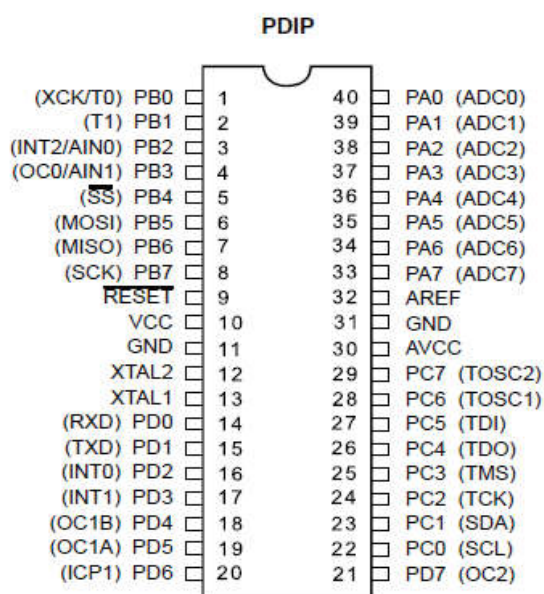 PDIP
(XCK/T0) PB0 1 40 PA0 (ADC0)
(T1) PB1 2 39 PA1 (ADC1)
(INT2/AIN0) PB2 3 38 PA2 (ADC2)
(OC0/AIN1) PB3 4 37 PA3 (ADC3)
(SS) PB4 5 36 PA4 (ADC4)
(MOSI) PB5 6 35 PA5 (ADC5)
(MISO) PB6 7 34 PA6 (ADC6)
(SCK) PB7 8 33 PA7 (ADC7)
RESET 9 32 AREF
VCC 10 31 GND
GND 11 30 AVCC
XTAL2 12 29 PC7 (TOSC2)
XTAL1 13 28 PC6 (TOSC1)
(RXD) PD0 14 27 PC5 (TDI)
(TXD) PD1 15 26 PC4 (TDO)
(INT0) PD2 16 25 PC3 (TMS)
(INT1) PD3 17 24 PC2 (TCK)
(OC1B) PD4 18 23 PC1 (SDA)
(OC1A) PD5 19 22 PC0 (SCL)
(ICP1) PD6 20 21 PD7 (OC2)